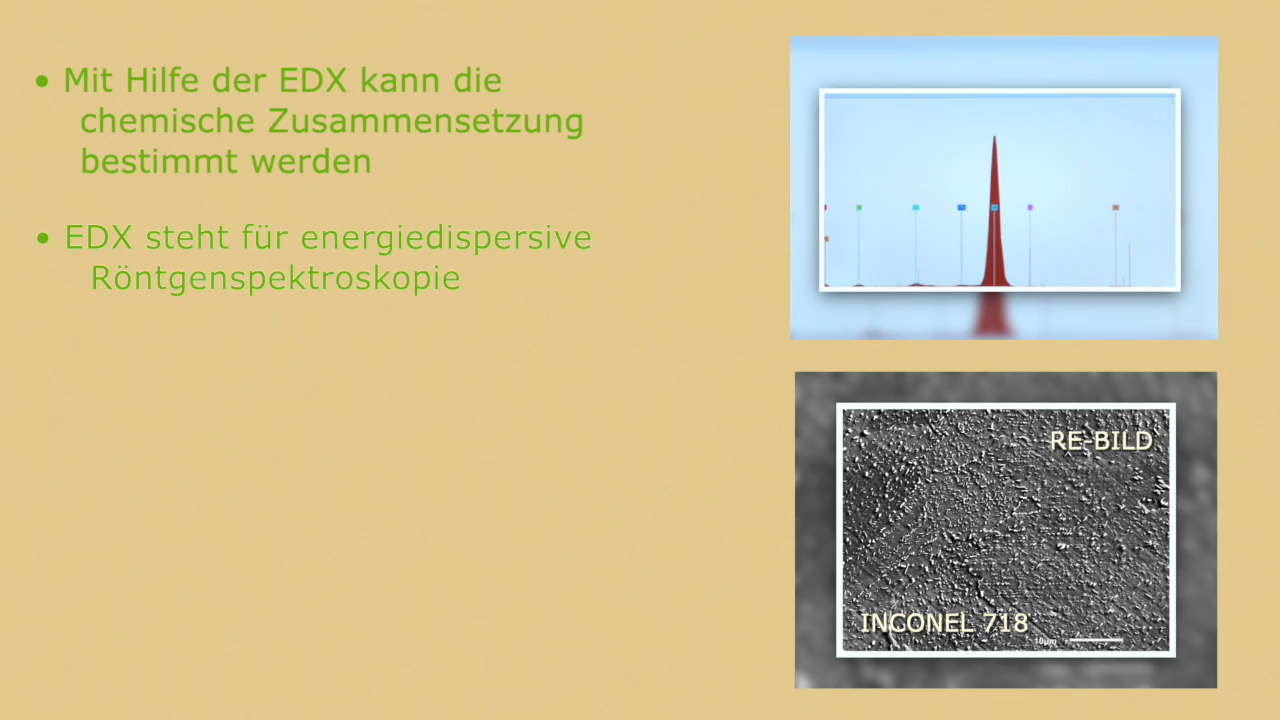 • Mit Hilfe der EDX kann die
chemische Zusammensetzung
bestimmt werden
• EDX steht für energiedispersive
Röntgenspektroskopie
RE-BILD
INCONEL 718
10µm